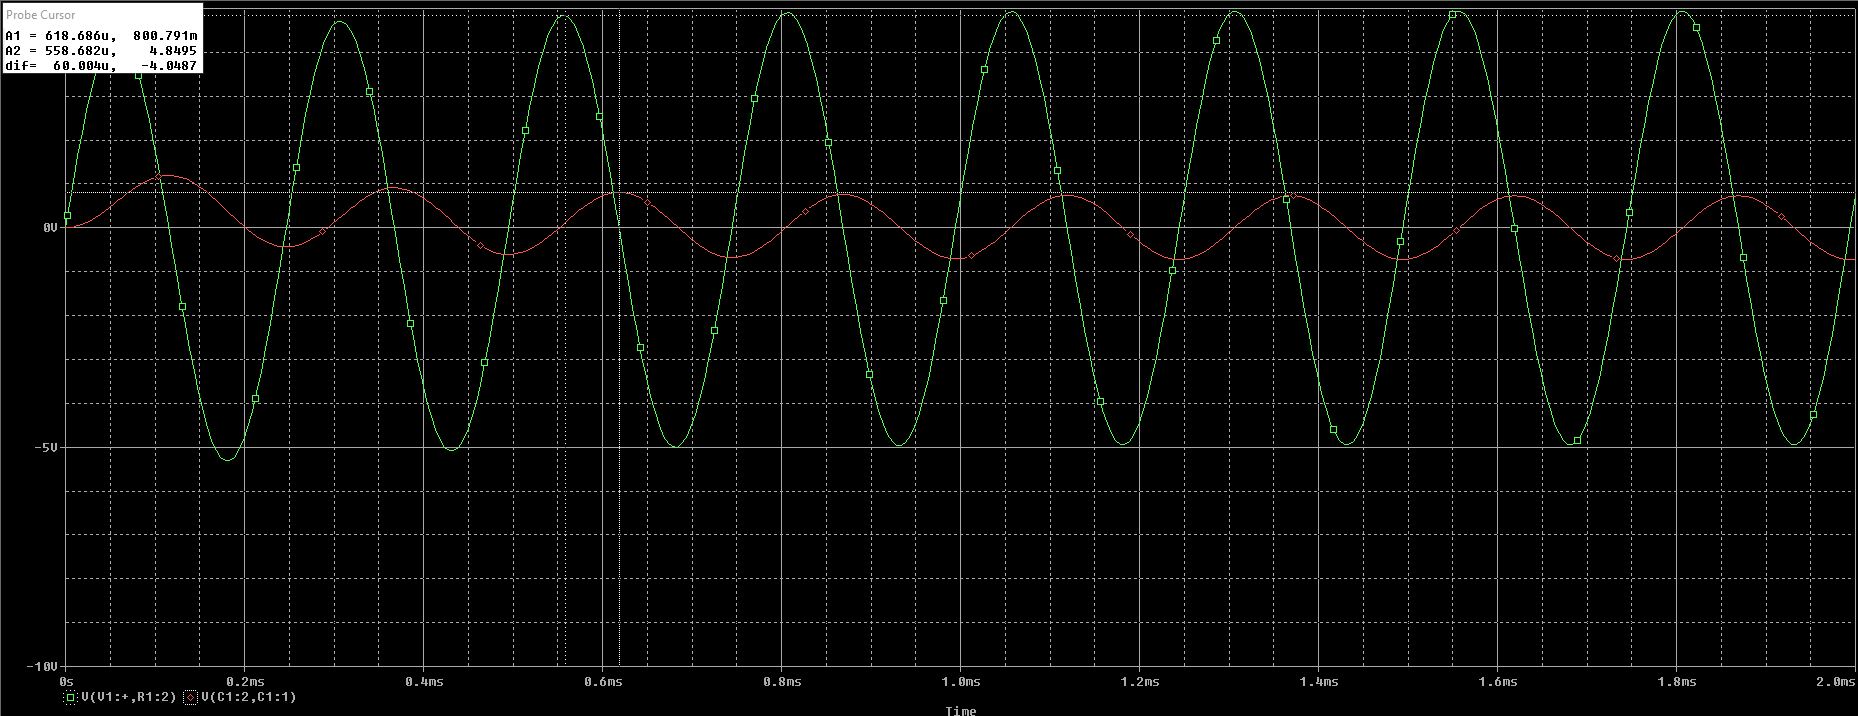 Probe Cursor
A1 = 618.686u, 800.791m
A2 = 558.682u, 4.8495
dif= 60.004u, -4.0487
0V
-5V
-10V
0s 0.2ms 0.4ms 0.6ms 0.8ms 1.0ms 1.2ms 1.4ms 1.6ms 1.8ms 2.0ms
V(V1:+,R1:2) V(C1:2,C1:1)
Time